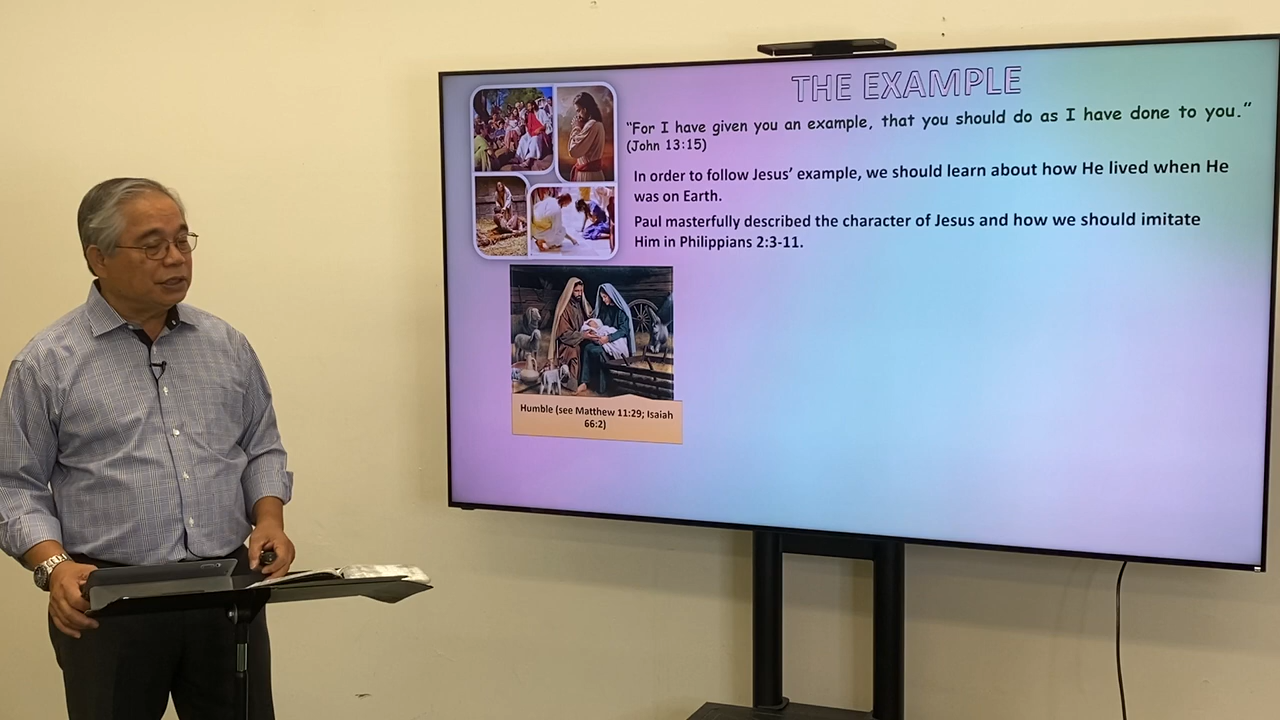 THE EXAMPLE
“For I have given you an example, that you should do as I have done to you.”
(John 13:15)
In order to follow Jesus’ example, we should learn about how He lived when He
was on Earth.
Paul masterfully described the character of Jesus and how we should imitate
Him in Philippians 2:3-11.
Humble (see Matthew 11:29; Isaiah
66:2)